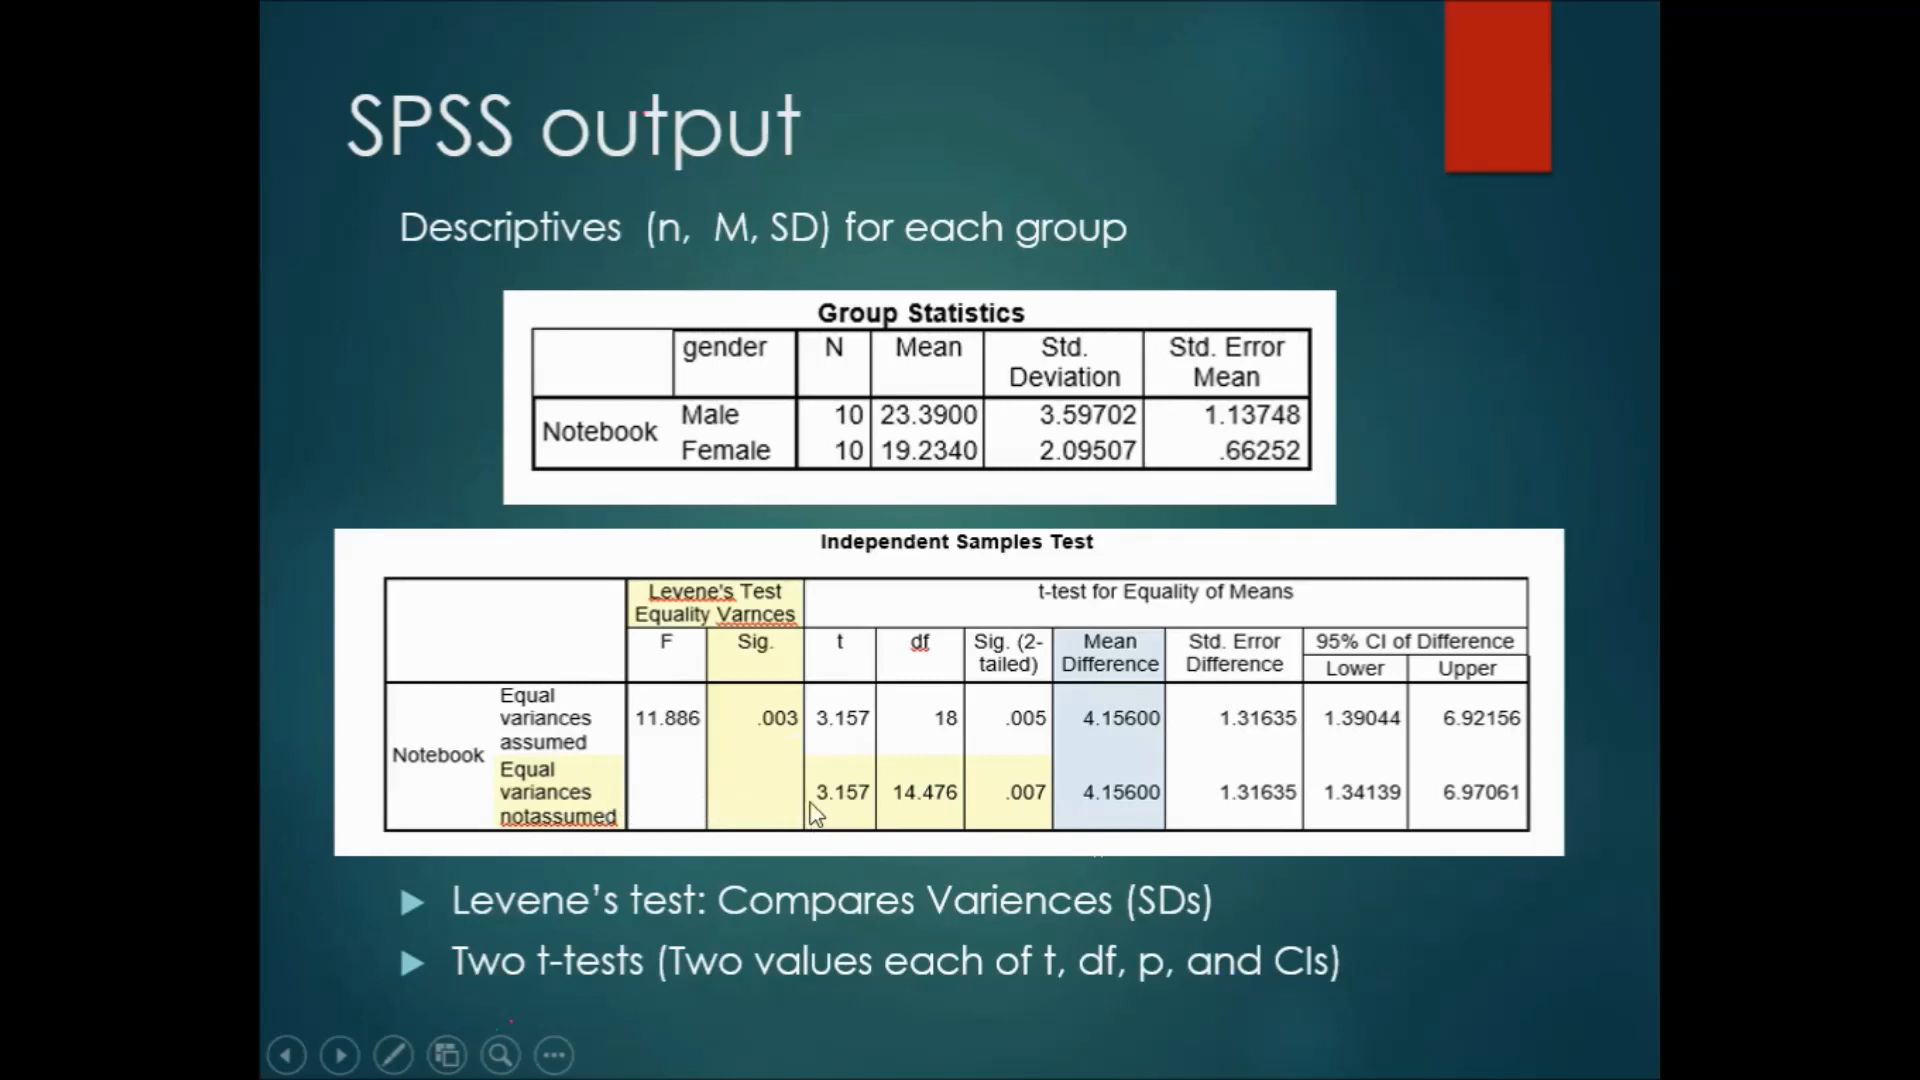 SPSS output
Descriptives (n, M, SD) for each group
Group Statistics
gender N Mean Std. Deviation Std. Error Mean
Notebook Male 10 23.3900 3.59702 1.13748
Female 10 19.2340 2.09507 .66252
Independent Samples Test
Levene's Test Equality Varnces t-test for Equality of Means
F Sig. t df Sig. (2-tailed) Mean Difference Std. Error Difference 95% CI of Difference
Lower Upper
Notebook Equal variances assumed 11.886 .003 3.157 18 .005 4.15600 1.31635 1.39044 6.92156
Equal variances notassumed 3.157 14.476 .007 4.15600 1.31635 1.34139 6.97061
Levene’s test: Compares Variences (SDs)
Two t-tests (Two values each of t, df, p, and CIs)